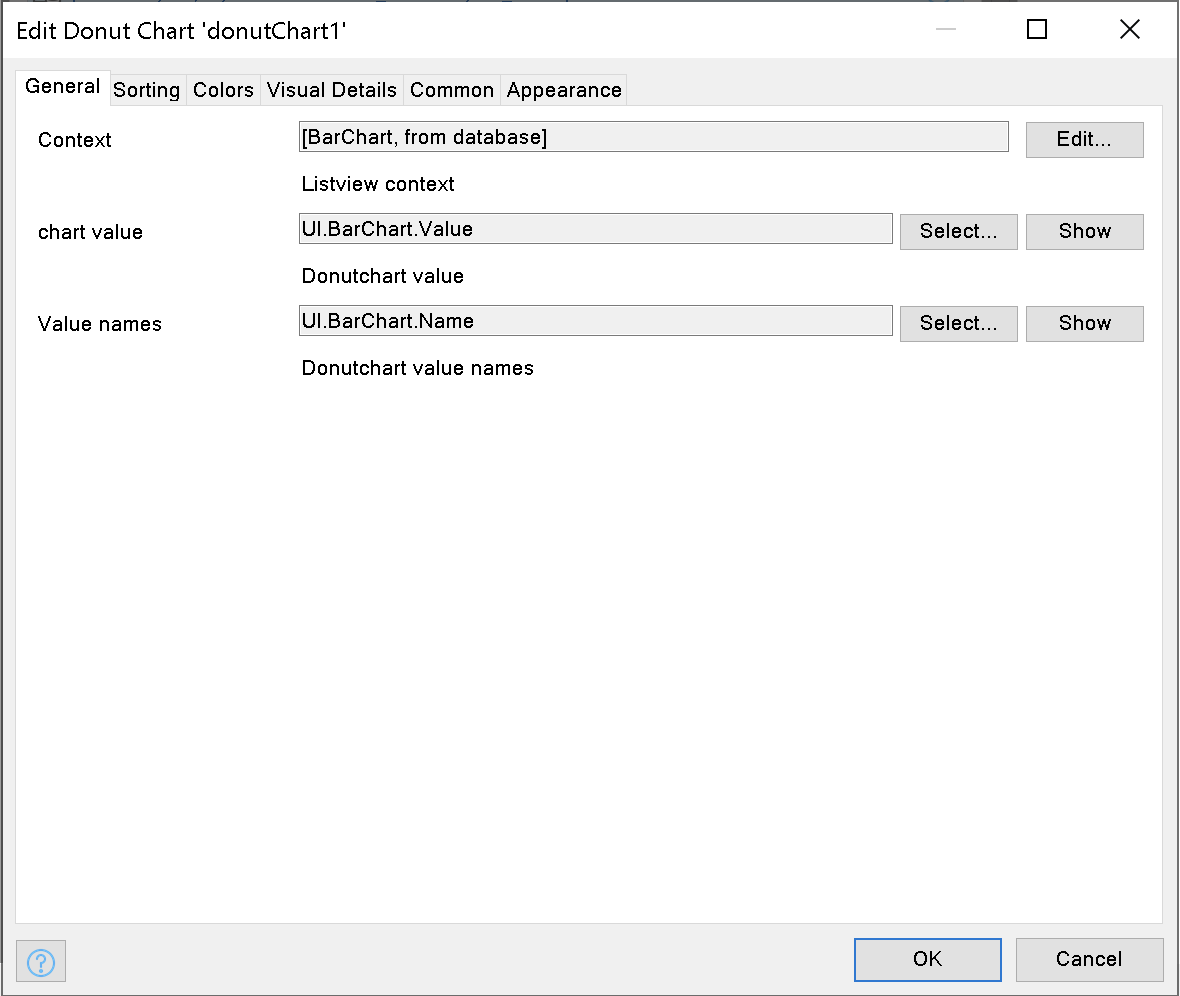 Edit Donut Chart 'donutChart1'
General Sorting Colors Visual Details Common Appearance
Context [BarChart, from database] Edit...
Listview context
chart value UI.BarChart.Value Select... Show
Donutchart value
Value names UI.BarChart.Name Select... Show
Donutchart value names
? OK Cancel